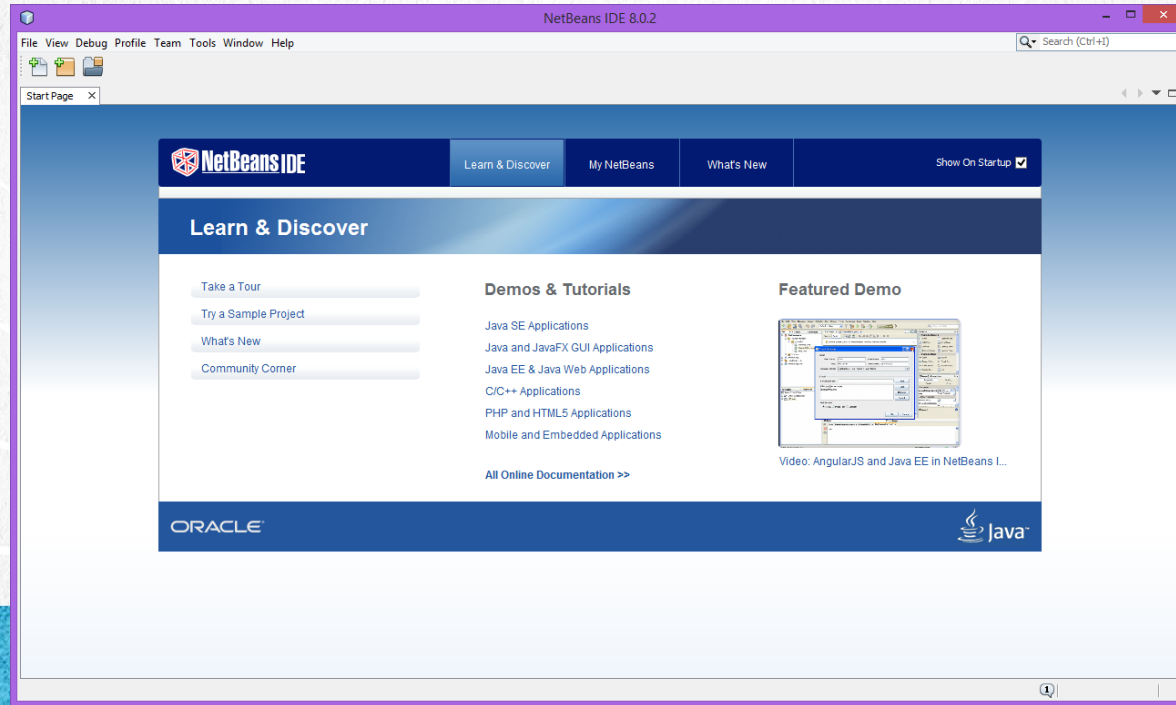 NetBeans IDE 8.0.2
File View Debug Profile Team Tools Window Help
Search (Ctrl+I)
Start Page
NetBeans IDE
Learn & Discover
My NetBeans
What's New
Show On Startup
Learn & Discover
Take a Tour
Try a Sample Project
What's New
Community Corner
Demos & Tutorials
Java SE Applications
Java and JavaFX GUI Applications
Java EE & Java Web Applications
C/C++ Applications
PHP and HTML5 Applications
Mobile and Embedded Applications
All Online Documentation >>
Featured Demo
Video: AngularJS and Java EE in NetBeans I...
ORACLE
Java
1